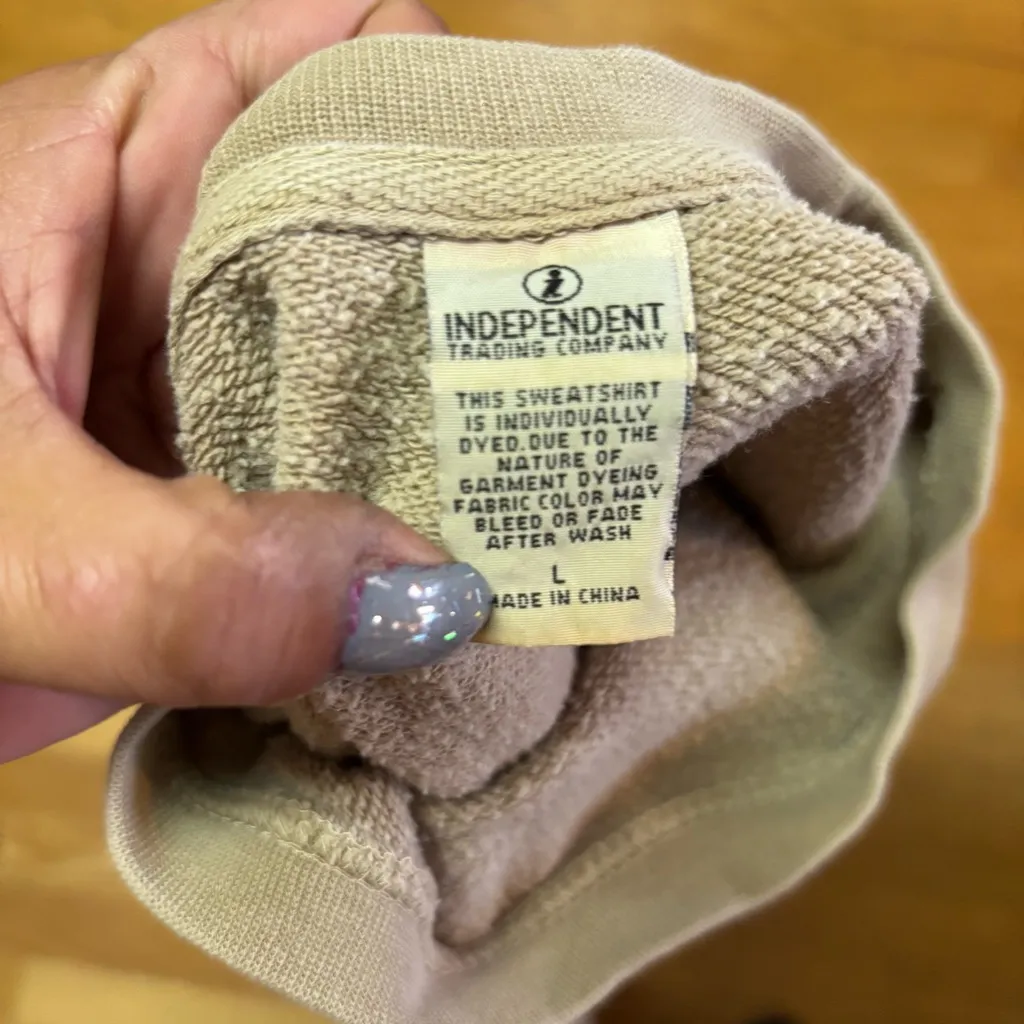 i
INDEPENDENT
TRADING COMPANY
THIS SWEATSHIRT
IS INDIVIDUALLY
DYED.DUE TO THE
NATURE OF
GARMENT DYEING
FABRIC COLOR MAY
BLEED OR FADE
AFTER WASH
L
MADE IN CHINA